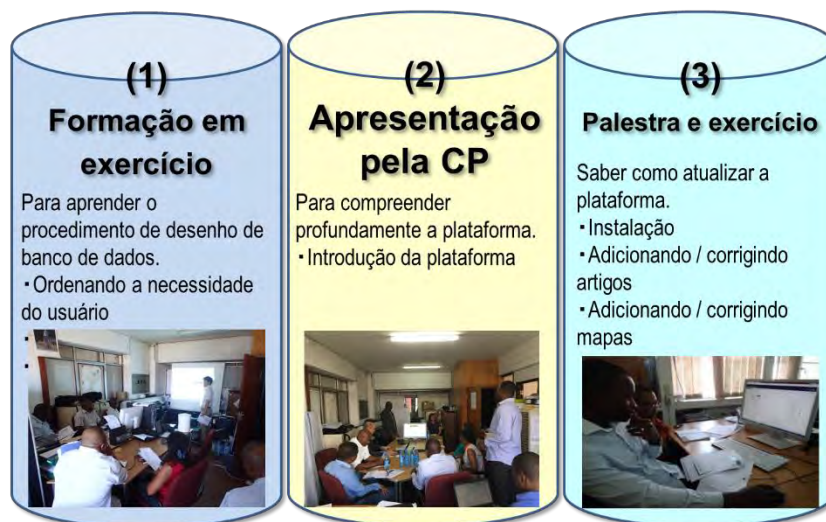 (1)
Formação em
exercício
Para aprender o
procedimento de desenho de
banco de dados.
・Ordenando a necessidade
do usuário
・
・
(2)
Apresentação
pela CP
Para compreender
profundamente a plataforma.
・Introdução da plataforma
(3)
Palestra e exercício
Saber como atualizar a
plataforma.
・Instalação
・Adicionando / corrigindo
artigos
・Adicionando / corrigindo
mapas